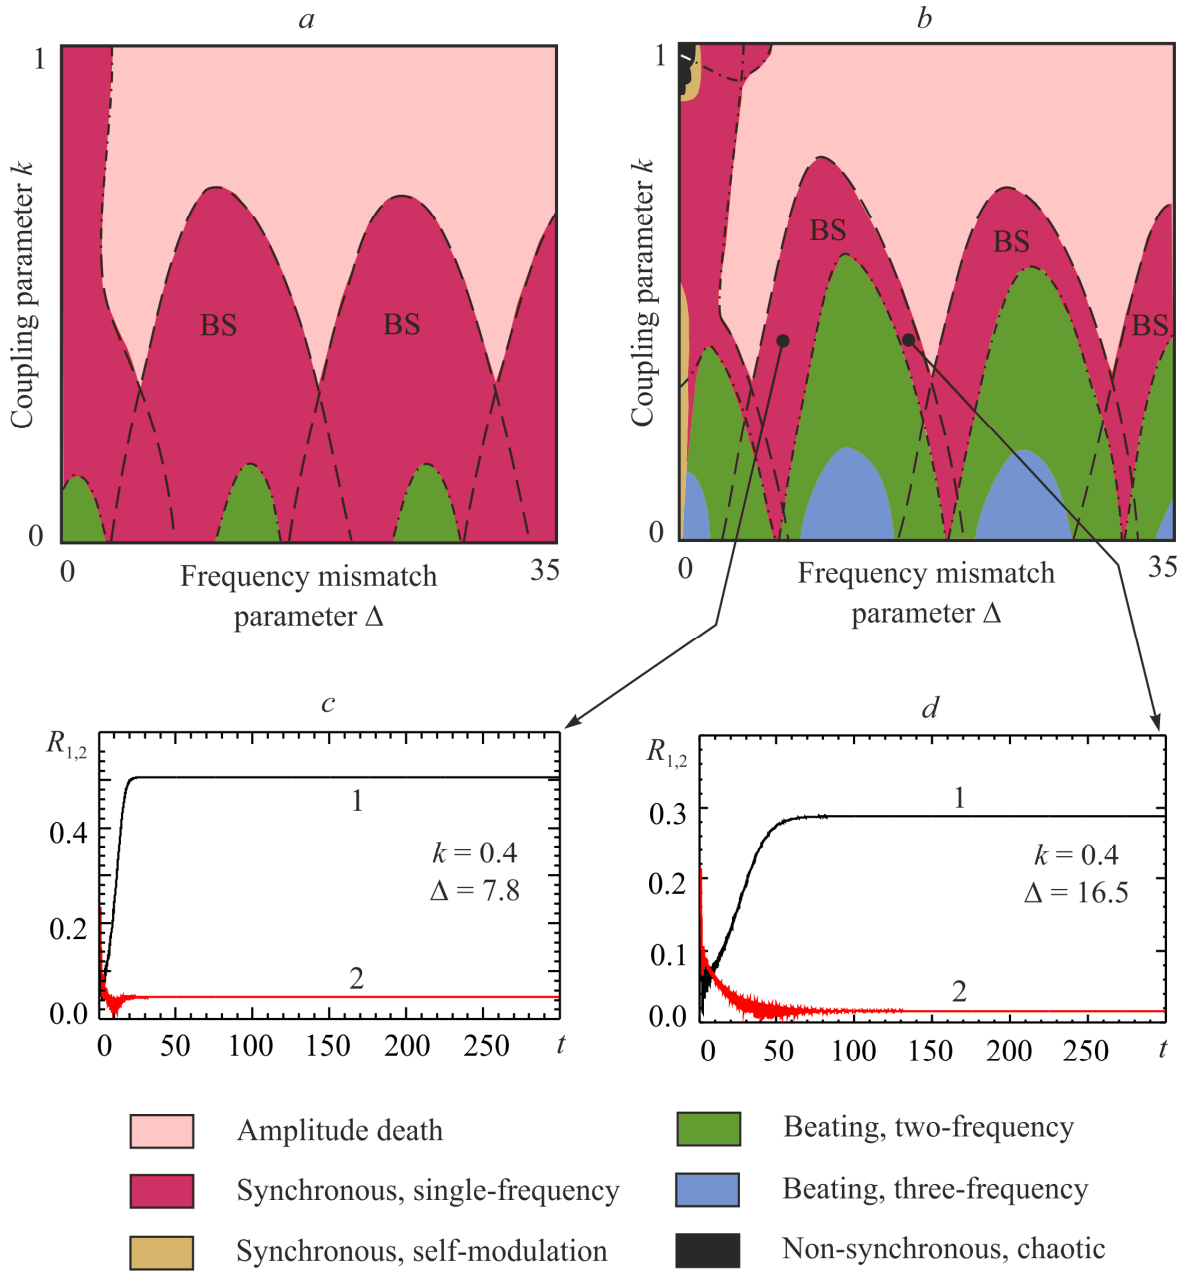 a
b
1
Coupling parameter k
BS
BS
0
0
35
Frequency mismatch
parameter Δ
1
Coupling parameter k
BS
BS
BS
0
0
35
Frequency mismatch
parameter Δ
c
R1,2
0.4
0.2
0.0
1
k = 0.4
Δ = 7.8
2
0 50 100 150 200 250 t
d
R1,2
0.3
0.2
0.1
0.0
1
k = 0.4
Δ = 16.5
2
0 50 100 150 200 250 t
Amplitude death
Synchronous, single-frequency
Synchronous, self-modulation
Beating, two-frequency
Beating, three-frequency
Non-synchronous, chaotic